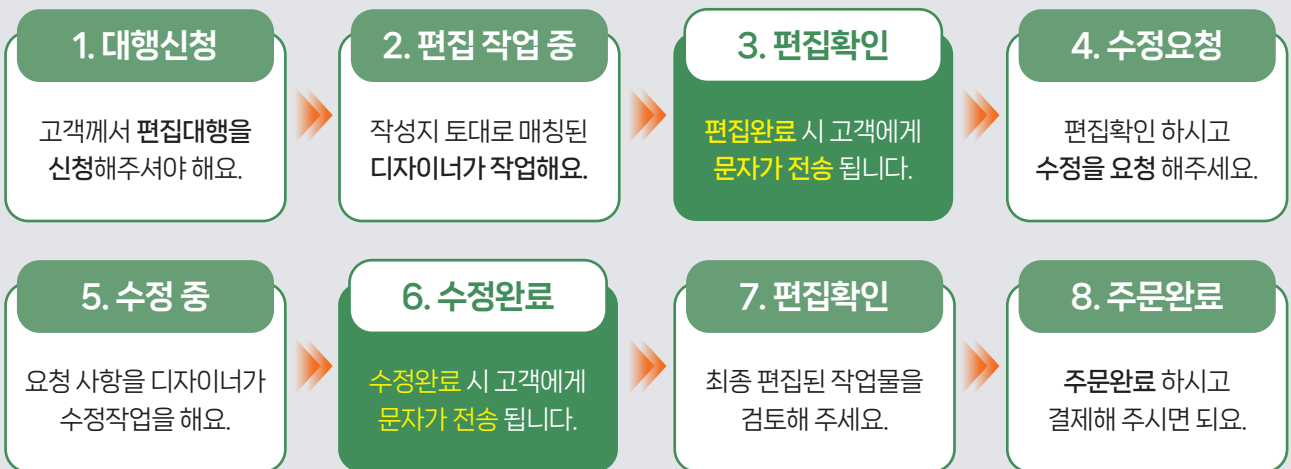 1. 대행신청
고객께서 편집대행을
신청해주셔야 해요.
2. 편집 작업 중
작성지 토대로 매칭된
디자이너가 작업해요.
3. 편집확인
편집완료 시 고객에게
문자가 전송 됩니다.
4. 수정요청
편집확인 하시고
수정을 요청 해주세요.
5. 수정 중
요청 사항을 디자이너가
수정작업을 해요.
6. 수정완료
수정완료 시 고객에게
문자가 전송 됩니다.
7. 편집확인
최종 편집된 작업물을
검토해 주세요.
8. 주문완료
주문완료 하시고
결제해 주시면 되요.